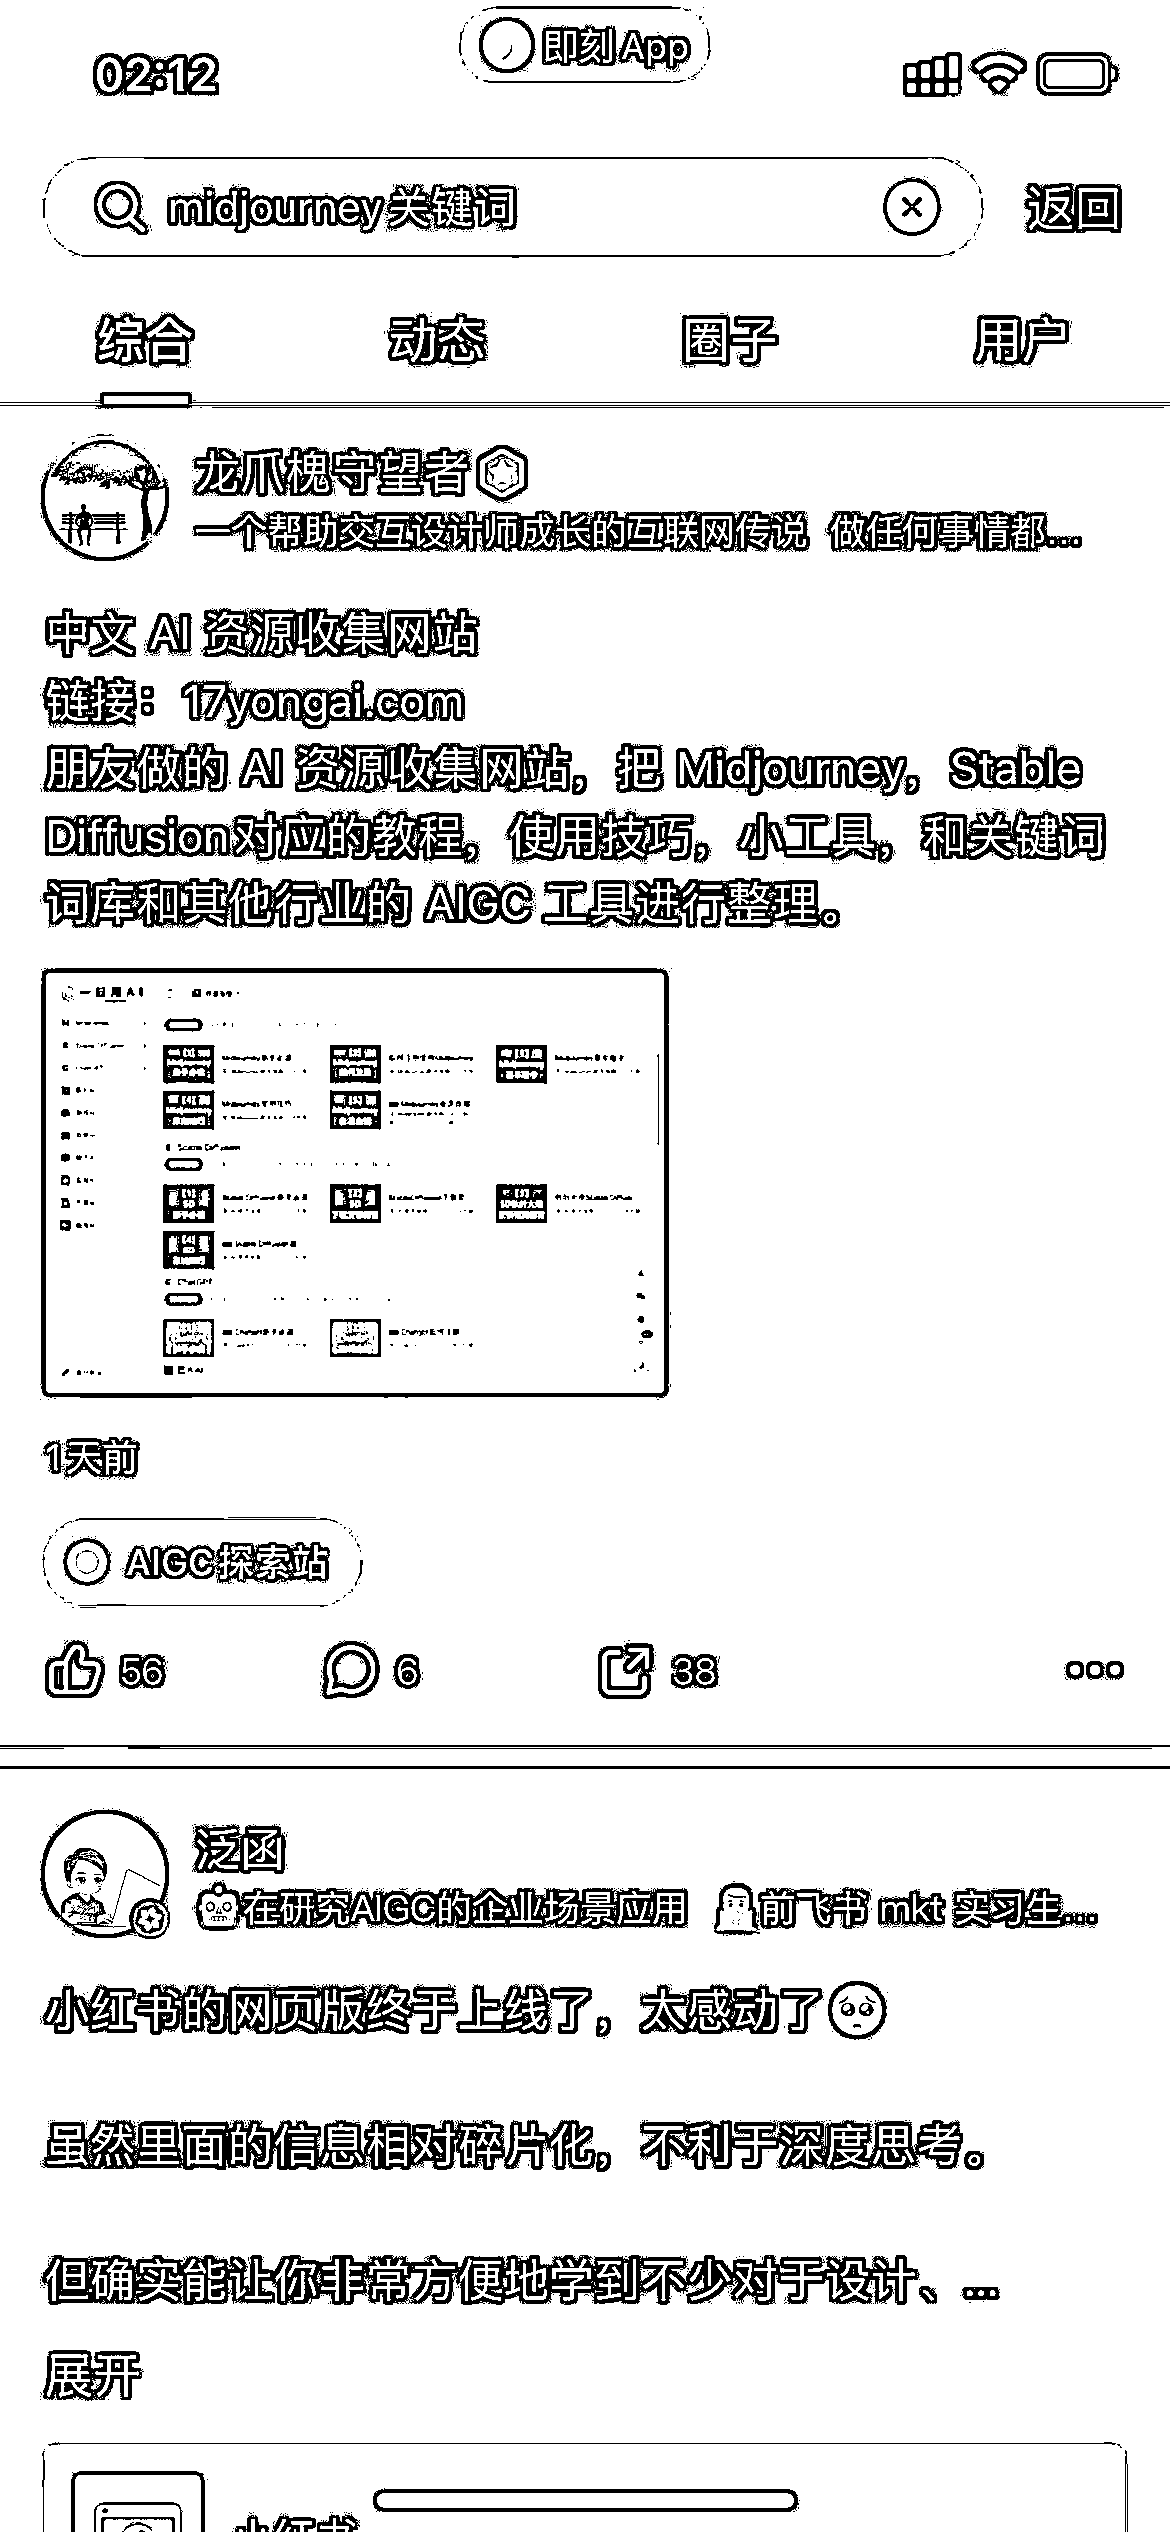 02:12
即刻 App
midjourney关键词
返回
综合 动态 圈子 用户
龙爪槐守望者
一个帮助交互设计师成长的互联网传说 做任何事情都...
中文 AI 资源收集网站
链接：17yongai.com
朋友做的 AI 资源收集网站，把 Midjourney，Stable
Diffusion对应的教程，使用技巧，小工具，和关键词
词库和其他行业的 AIGC 工具进行整理。
Stable Diffusion
ChatGPT
1天前
AIGC探索站
56 6 38
泛函
在研究AIGC的企业场景应用 前飞书 mkt 实习生...
小红书的网页版终于上线了，太感动了
虽然里面的信息相对碎片化，不利于深度思考。
但确实能让你非常方便地学到不少对于设计、...
展开
小红书